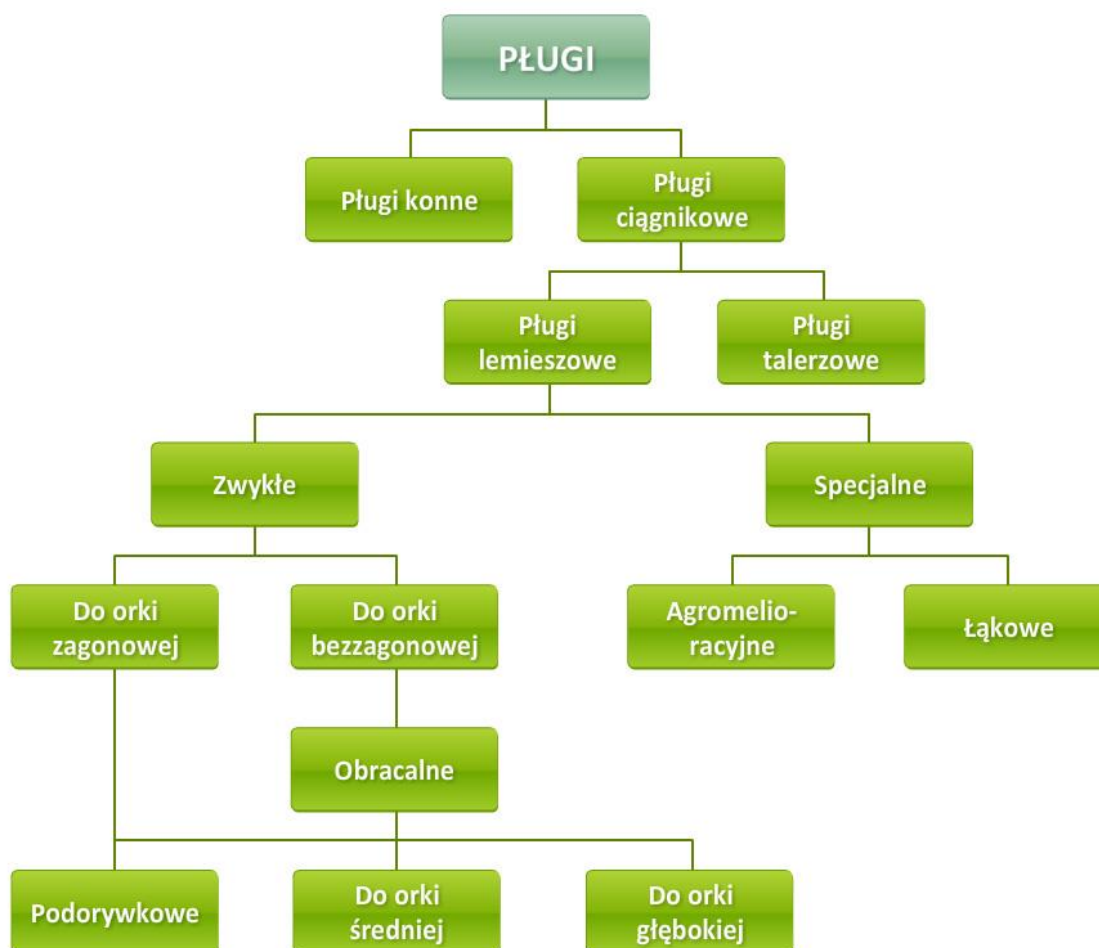 PŁUGI
Pługi konne
Pługi
ciągnikowe
Pługi
lemieszowe
Pługi
talerzowe
Zwykłe
Specjalne
Do orki
zagonowej
Do orki
bezzagonowej
Agromelio-
racyjne
Łąkowe
Obracalne
Podorywkowe
Do orki
średniej
Do orki
głębokiej